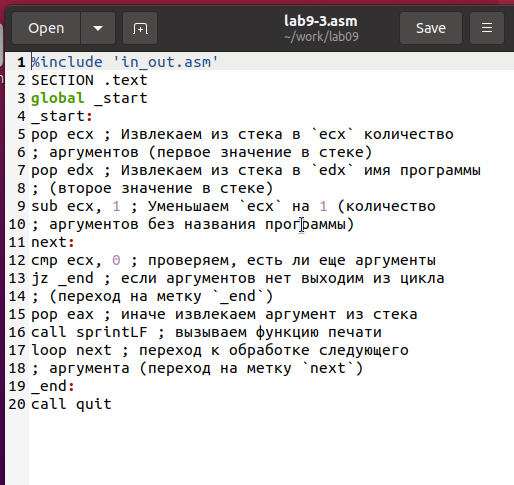 Open
lab9-3.asm
~/work/lab09
Save
1 %include 'in_out.asm'
2 SECTION .text
3 global _start
4 _start:
5 pop ecx ; Извлекаем из стека в `ecx` количество
6 ; аргументов (первое значение в стеке)
7 pop edx ; Извлекаем из стека в `edx` имя программы
8 ; (второе значение в стеке)
9 sub ecx, 1 ; Уменьшаем `ecx` на 1 (количество
10 ; аргументов без названия программы)
11 next:
12 cmp ecx, 0 ; проверяем, есть ли еще аргументы
13 jz _end ; если аргументов нет выходим из цикла
14 ; (переход на метку `_end`)
15 pop eax ; иначе извлекаем аргумент из стека
16 call sprintLF ; вызываем функцию печати
17 loop next ; переход к обработке следующего
18 ; аргумента (переход на метку `next`)
19 _end:
20 call quit